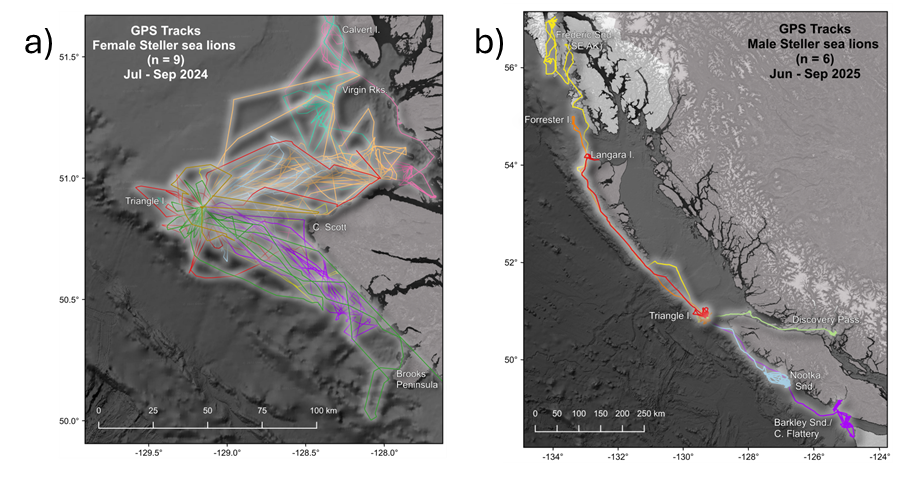 a)
GPS Tracks
Female Steller sea lions
(n = 9)
Jul - Sep 2024
Calvert I.
Virgin Rks.
Triangle I.
C. Scott
Brooks
Peninsula
51.5°
51.0°
50.5°
50.0°
0 25 50 75 100 km
-129.5° -129.0° -128.5° -128.0°
b)
GPS Tracks
Male Steller sea lions
(n = 6)
Jun - Sep 2025
Frederick
(SE AK)
Forrester I.
Langara I.
Triangle I.
Discovery Pass.
Nootka
Snd.
Barkley Snd./
C. Flattery
56°
54°
52°
50°
0 50 100 150 200 250 km
-134° -132° -130° -128° -126° -124°